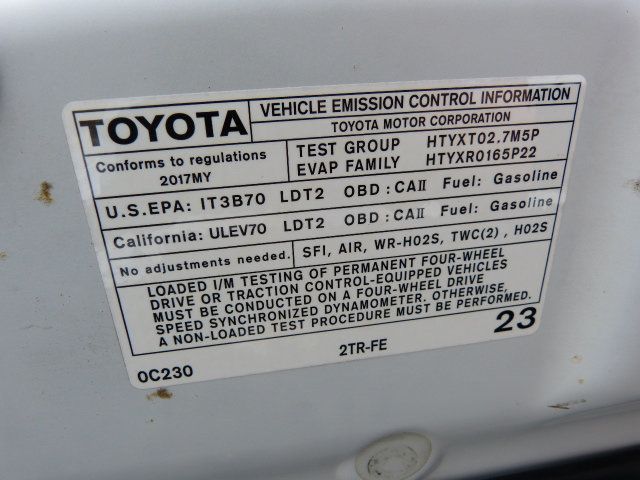 TOYOTA
VEHICLE EMISSION CONTROL INFORMATION
TOYOTA MOTOR CORPORATION
Conforms to regulations
2017MY
TEST GROUP HTYXT02.7M5P
EVAP FAMILY HTYXR0165P22
U.S.EPA: IT3B70 LDT2 OBD:CAII Fuel: Gasoline
California: ULEV70 LDT2 OBD:CAII Fuel: Gasoline
No adjustments needed.
SFI, AIR, WR-HO2S, TWC(2), HO2S
LOADED I/M TESTING OF PERMANENT FOUR-WHEEL
DRIVE OR TRACTION CONTROL-EQUIPPED VEHICLES
MUST BE CONDUCTED ON A FOUR-WHEEL DRIVE
SPEED SYNCHRONIZED DYNAMOMETER. OTHERWISE,
A NON-LOADED TEST PROCEDURE MUST BE PERFORMED.
23
0C230
2TR-FE